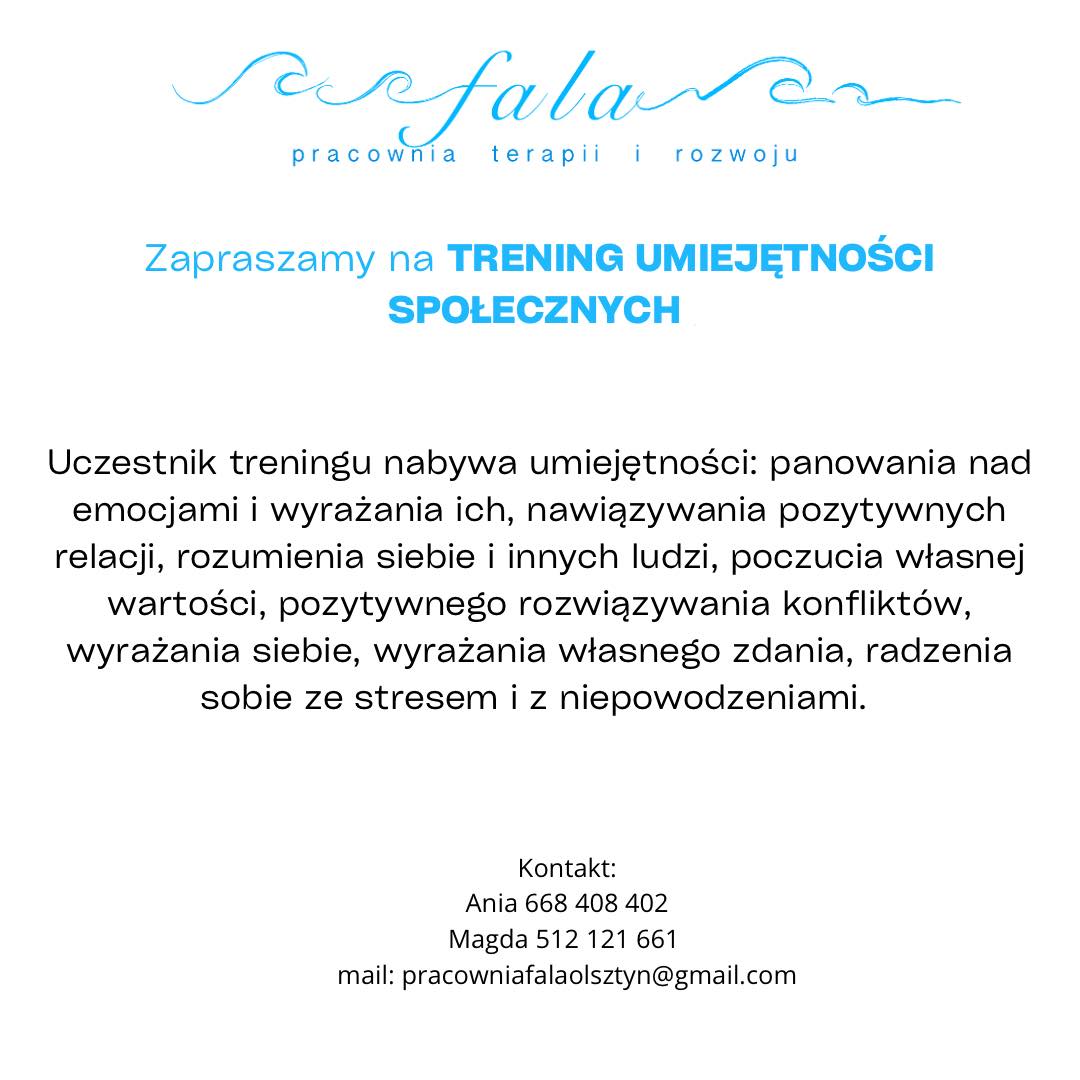 fala
pracownia terapii i rozwoju
Zapraszamy na TRENING UMIEJĘTNOŚCI
SPOŁECZNYCH
Uczestnik treningu nabywa umiejętności: panowania nad
emocjami i wyrażania ich, nawiązywania pozytywnych
relacji, rozumienia siebie i innych ludzi, poczucia własnej
wartości, pozytywnego rozwiązywania konfliktów,
wyrażania siebie, wyrażania własnego zdania, radzenia
sobie ze stresem i z niepowodzeniami.
Kontakt:
Ania 668 408 402
Magda 512 121 661
mail: pracowniafalaolsztyn@gmail.com